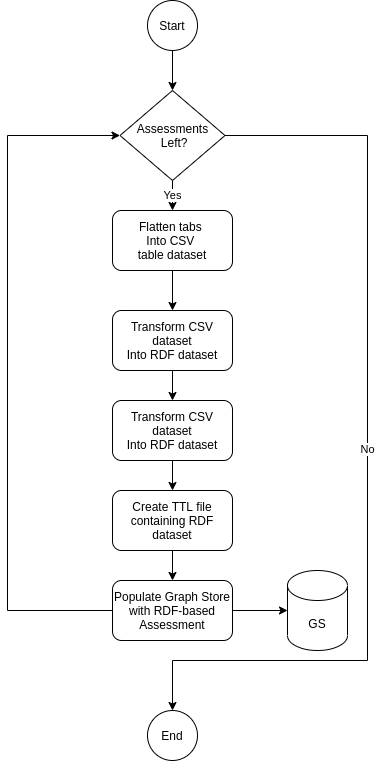 Start
Assessments
Left?
Yes
Flatten tabs
Into CSV
table dataset
Transform CSV
dataset
Into RDF dataset
Transform CSV
dataset
Into RDF dataset
No
Create TTL file
containing RDF
dataset
Populate Graph Store
with RDF-based
Assessment
GS
End